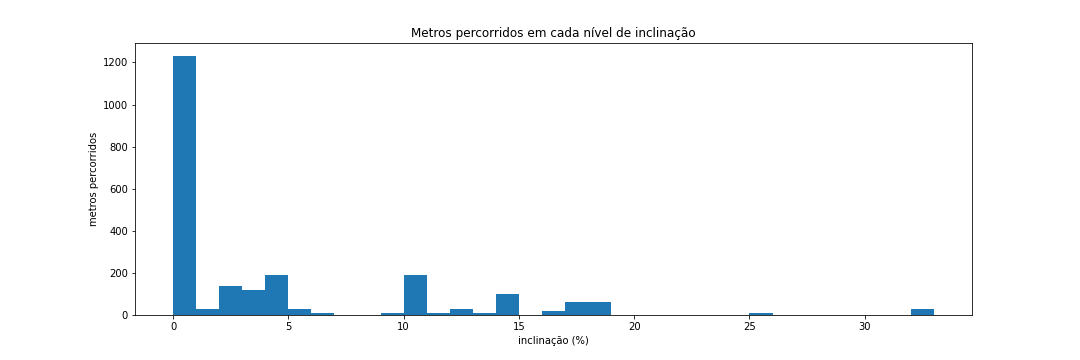 Metros percorridos em cada nível de inclinação
1200
1000
800
600
400
200
0
metros percorridos
0 5 10 15 20 25 30
inclinação (%)